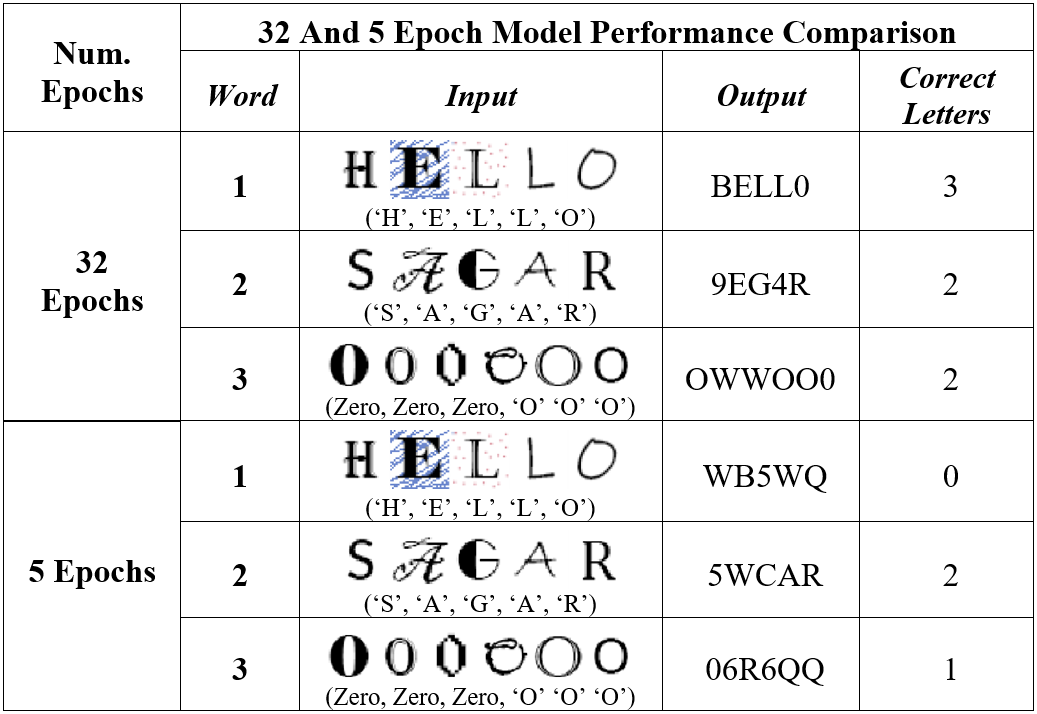 Num. Epochs
32 And 5 Epoch Model Performance Comparison
Word
Input
Output
Correct Letters
32 Epochs
1
H E L L O
(‘H’, ‘E’, ‘L’, ‘L’, ‘O’)
BELL0
3
2
S A G A R
(‘S’, ‘A’, ‘G’, ‘A’, ‘R’)
9EG4R
2
3
0 0 0 O O O
(Zero, Zero, Zero, ‘O’ ‘O’ ‘O’)
OWWOO0
2
5 Epochs
1
H E L L O
(‘H’, ‘E’, ‘L’, ‘L’, ‘O’)
WB5WQ
0
2
S A G A R
(‘S’, ‘A’, ‘G’, ‘A’, ‘R’)
5WCAR
2
3
0 0 0 O O O
(Zero, Zero, Zero, ‘O’ ‘O’ ‘O’)
06R6QQ
1